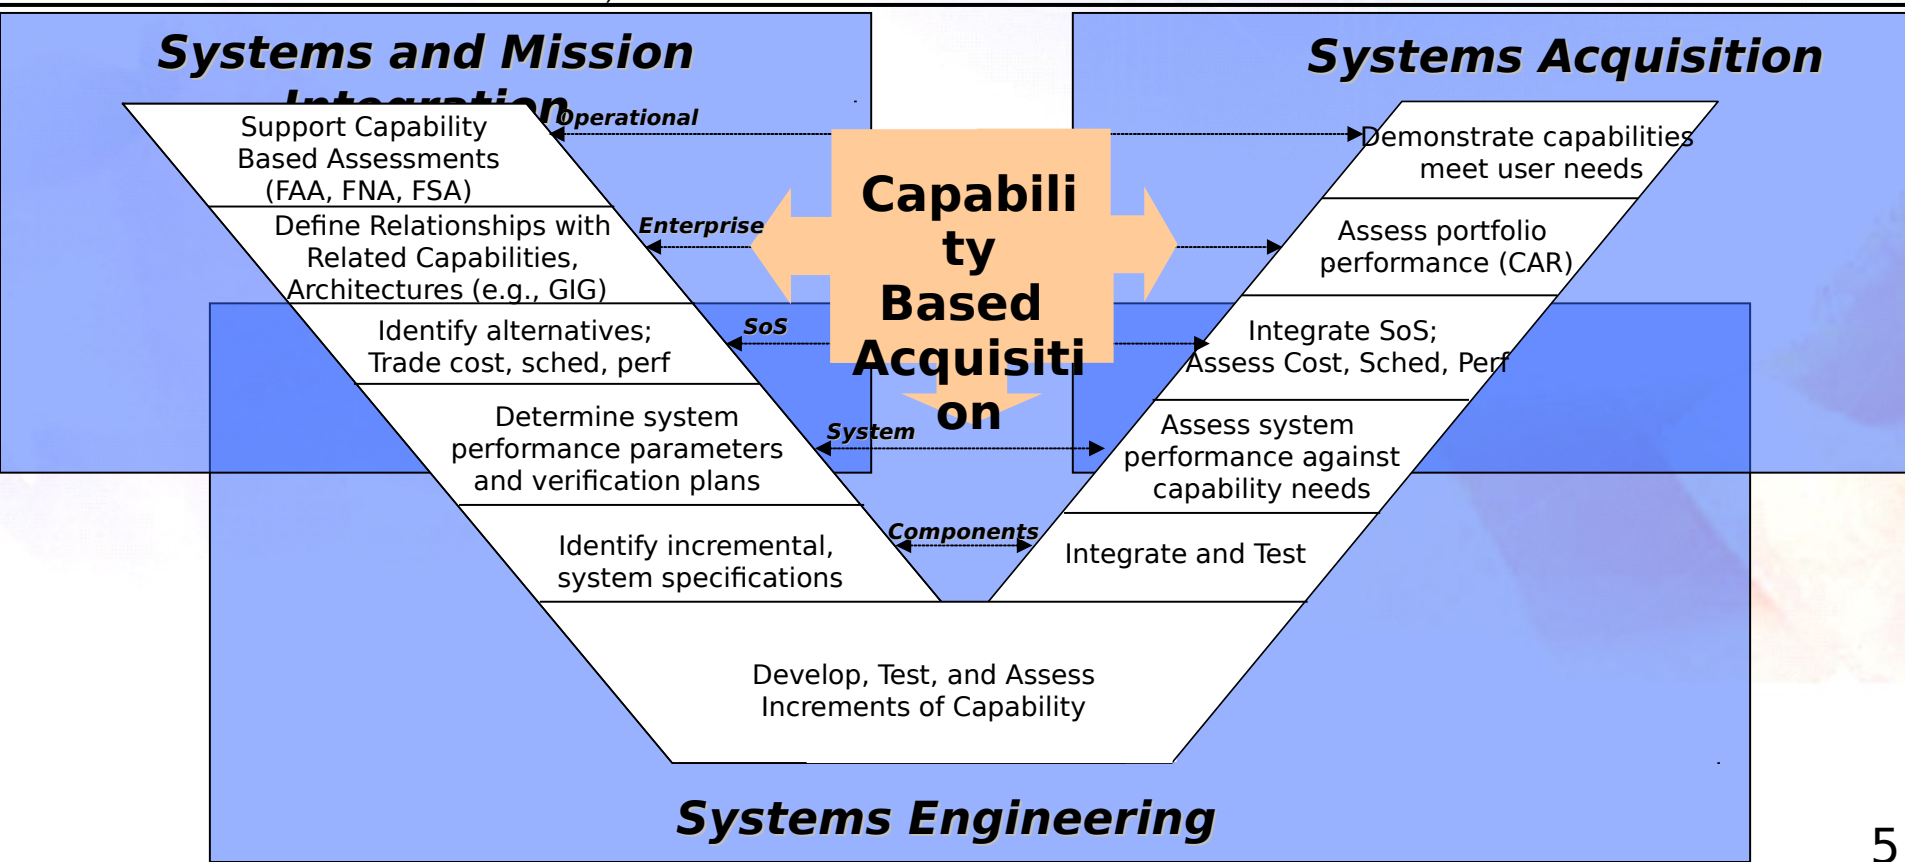 Systems and Mission
Integration
Systems Acquisition
Support Capability
Based Assessments
(FAA, FNA, FSA)
Operational
Demonstrate capabilities
meet user needs
Define Relationships with
Related Capabilities,
Architectures (e.g., GIG)
Enterprise
Capabili
ty
Based
Acquisiti
on
Assess portfolio
performance (CAR)
Identify alternatives;
Trade cost, sched, perf
SoS
Integrate SoS;
Assess Cost, Sched, Perf
Determine system
performance parameters
and verification plans
System
Assess system
performance against
capability needs
Identify incremental,
system specifications
Components
Integrate and Test
Develop, Test, and Assess
Increments of Capability
Systems Engineering
5